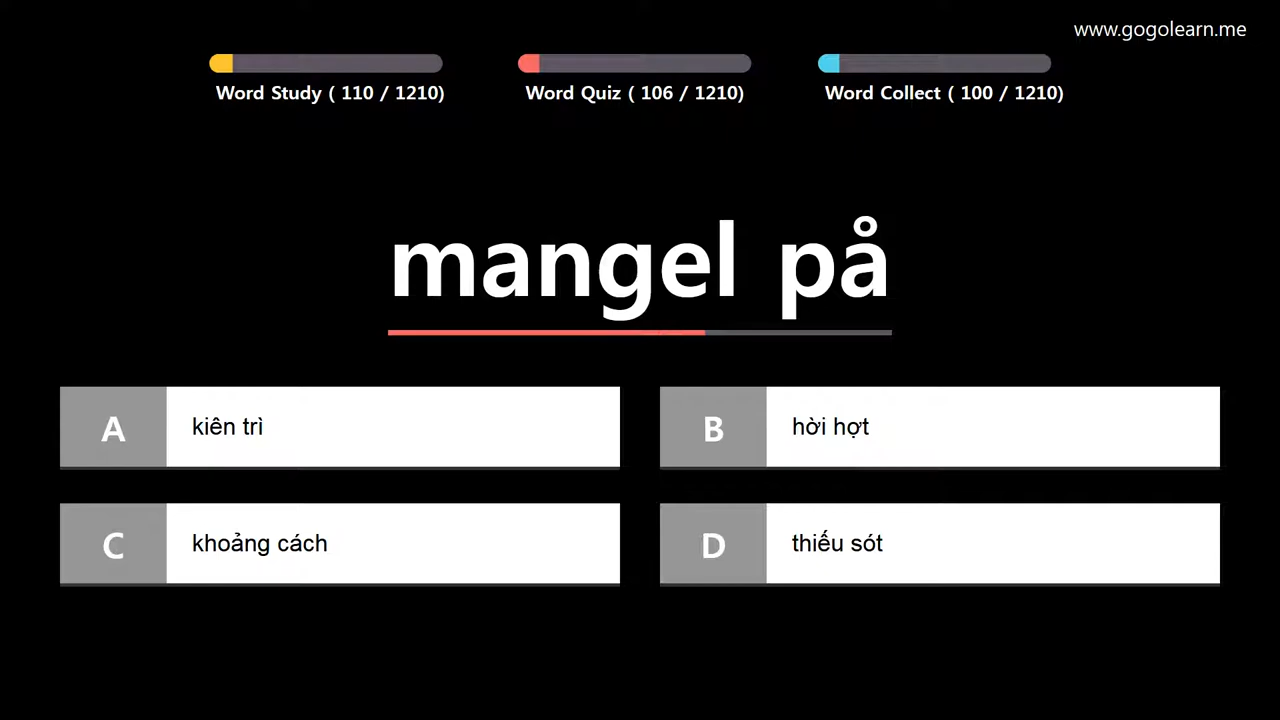 www.gogolearn.me
Word Study ( 110 / 1210)
Word Quiz ( 106 / 1210)
Word Collect ( 100 / 1210)
mangel på
A kiên trì
B hời hợt
C khoảng cách
D thiếu sót